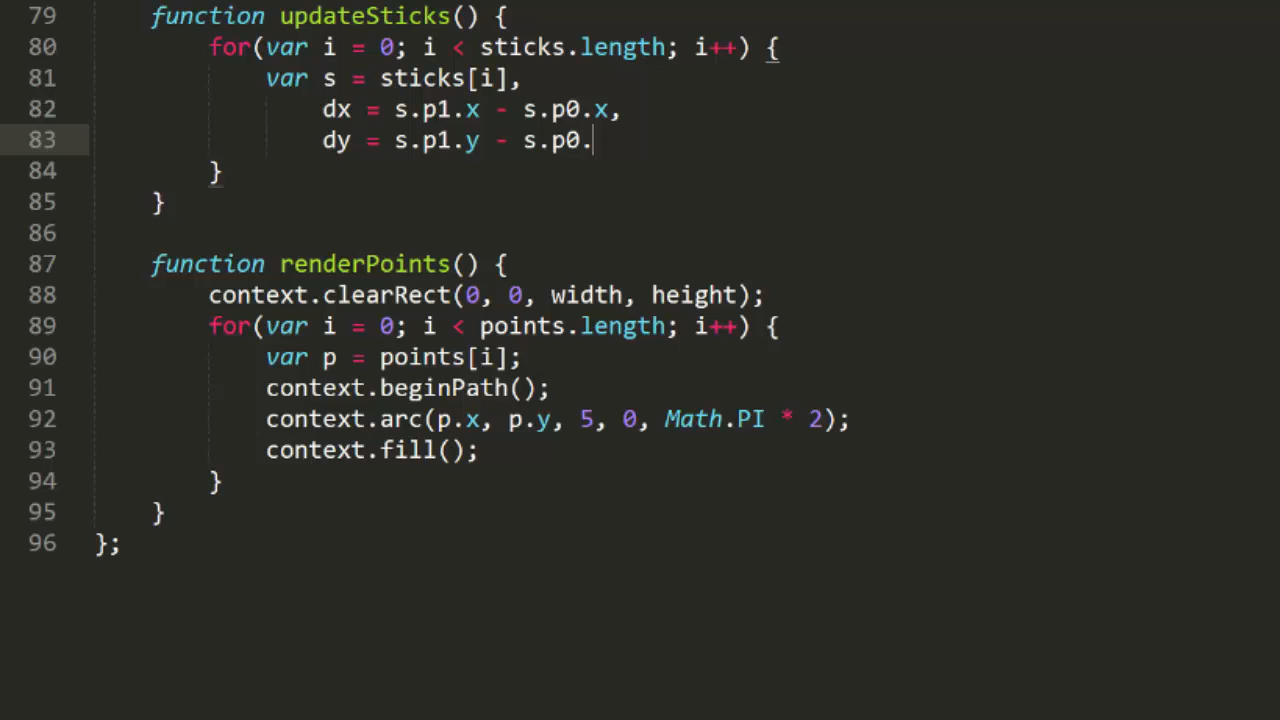 79 function updateSticks() {
80 for(var i = 0; i < sticks.length; i++) {
81 var s = sticks[i],
82 dx = s.p1.x - s.p0.x,
83 dy = s.p1.y - s.p0.
84 }
85 }
86
87 function renderPoints() {
88 context.clearRect(0, 0, width, height);
89 for(var i = 0; i < points.length; i++) {
90 var p = points[i];
91 context.beginPath();
92 context.arc(p.x, p.y, 5, 0, Math.PI * 2);
93 context.fill();
94 }
95 }
96 };